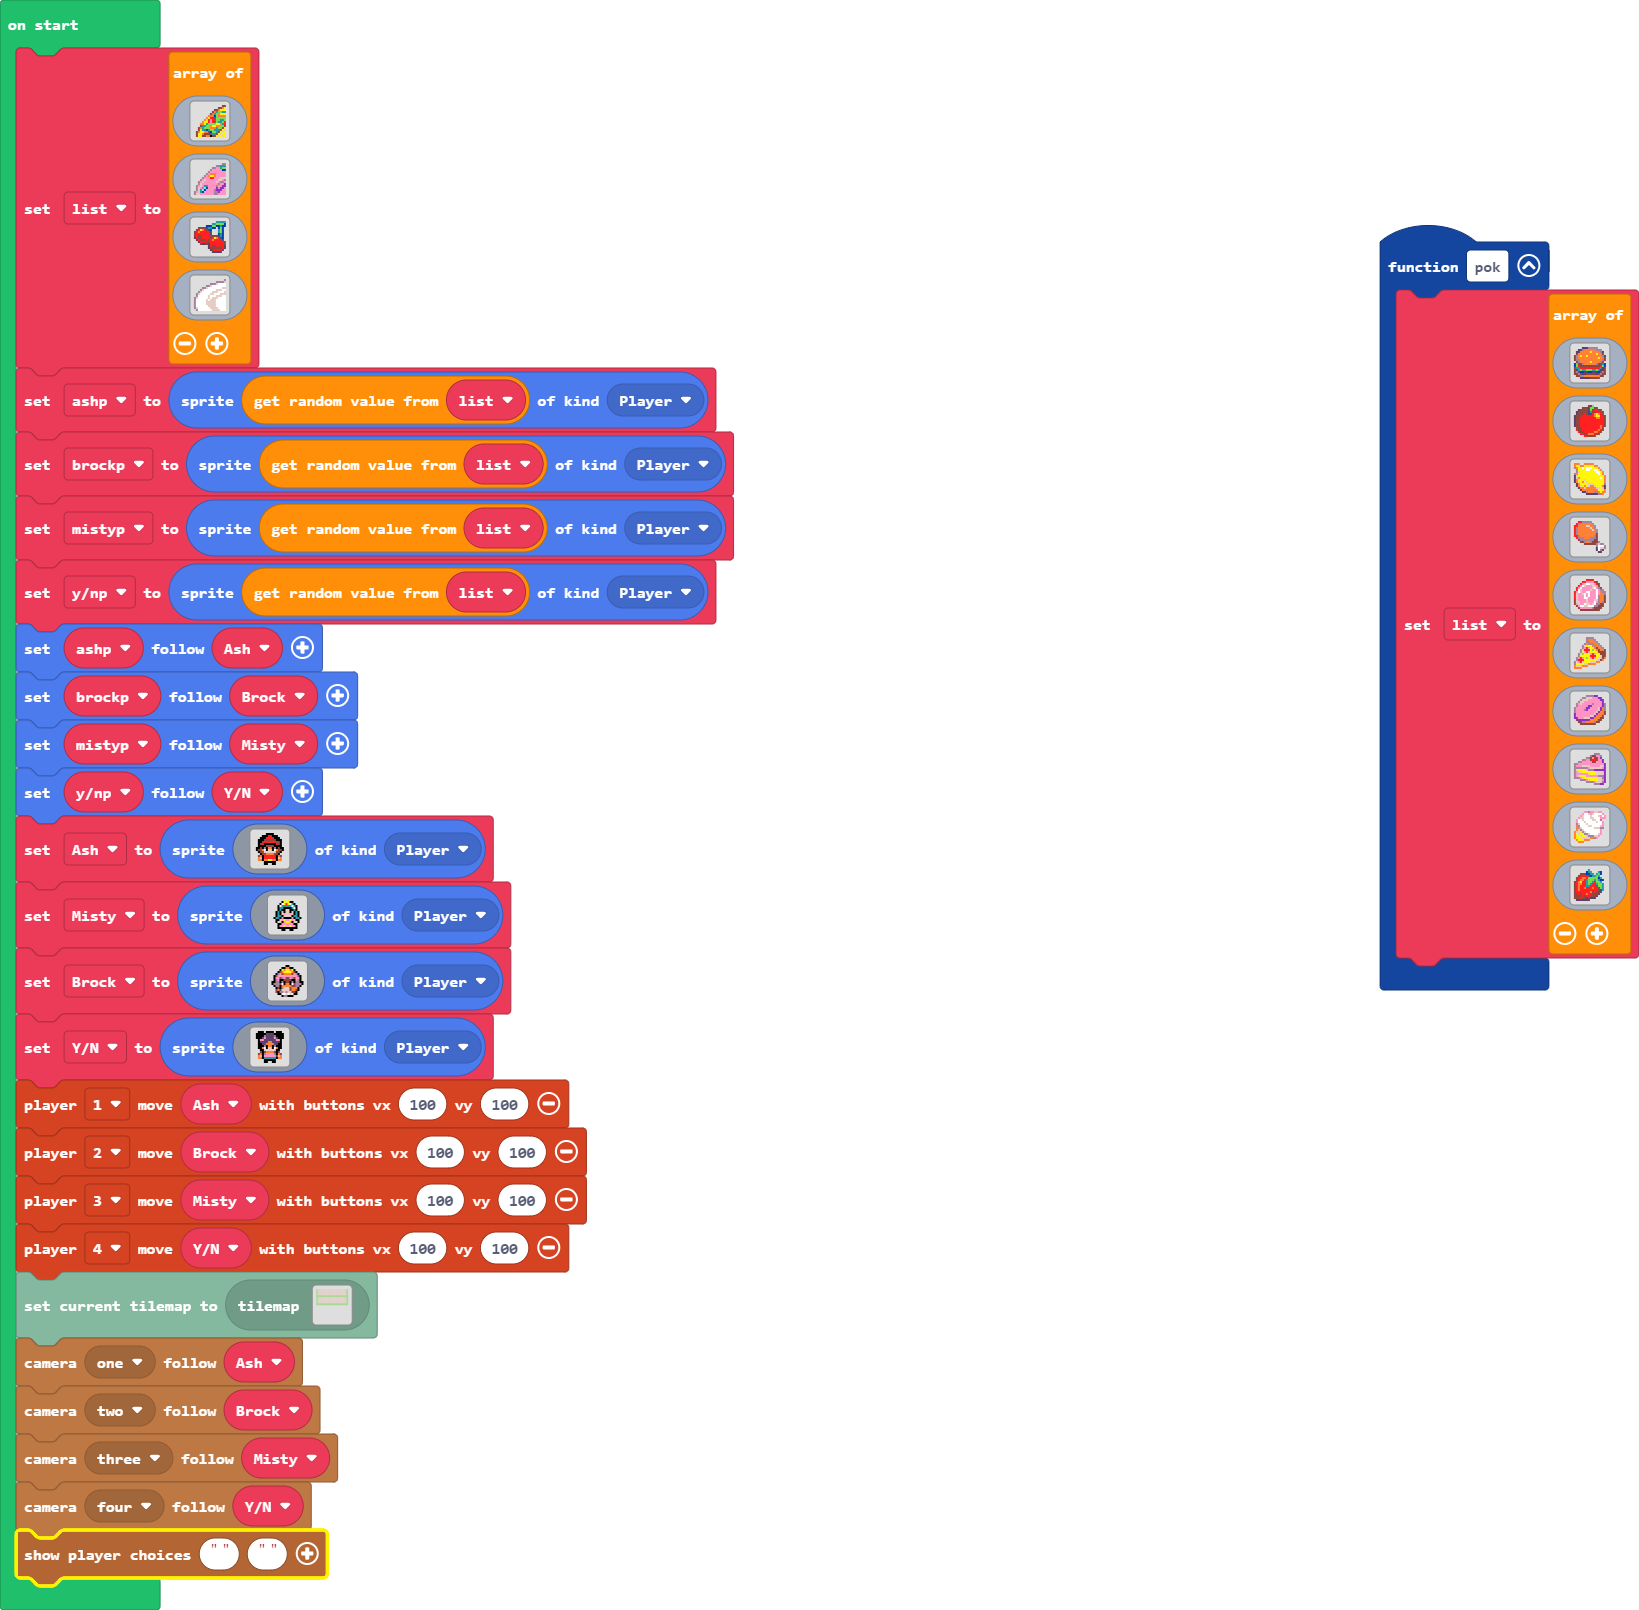 on start
array of
set list to
set ashp to sprite get random value from list of kind Player
set brockp to sprite get random value from list of kind Player
set mistyp to sprite get random value from list of kind Player
set y/np to sprite get random value from list of kind Player
set ashp follow Ash
set brockp follow Brock
set mistyp follow Misty
set y/np follow Y/N
set Ash to sprite of kind Player
set Misty to sprite of kind Player
set Brock to sprite of kind Player
set Y/N to sprite of kind Player
player 1 move Ash with buttons vx 100 vy 100
player 2 move Brock with buttons vx 100 vy 100
player 3 move Misty with buttons vx 100 vy 100
player 4 move Y/N with buttons vx 100 vy 100
set current tilemap to tilemap
camera one follow Ash
camera two follow Brock
camera three follow Misty
camera four follow Y/N
show player choices " " " "
function pok
array of
set list to